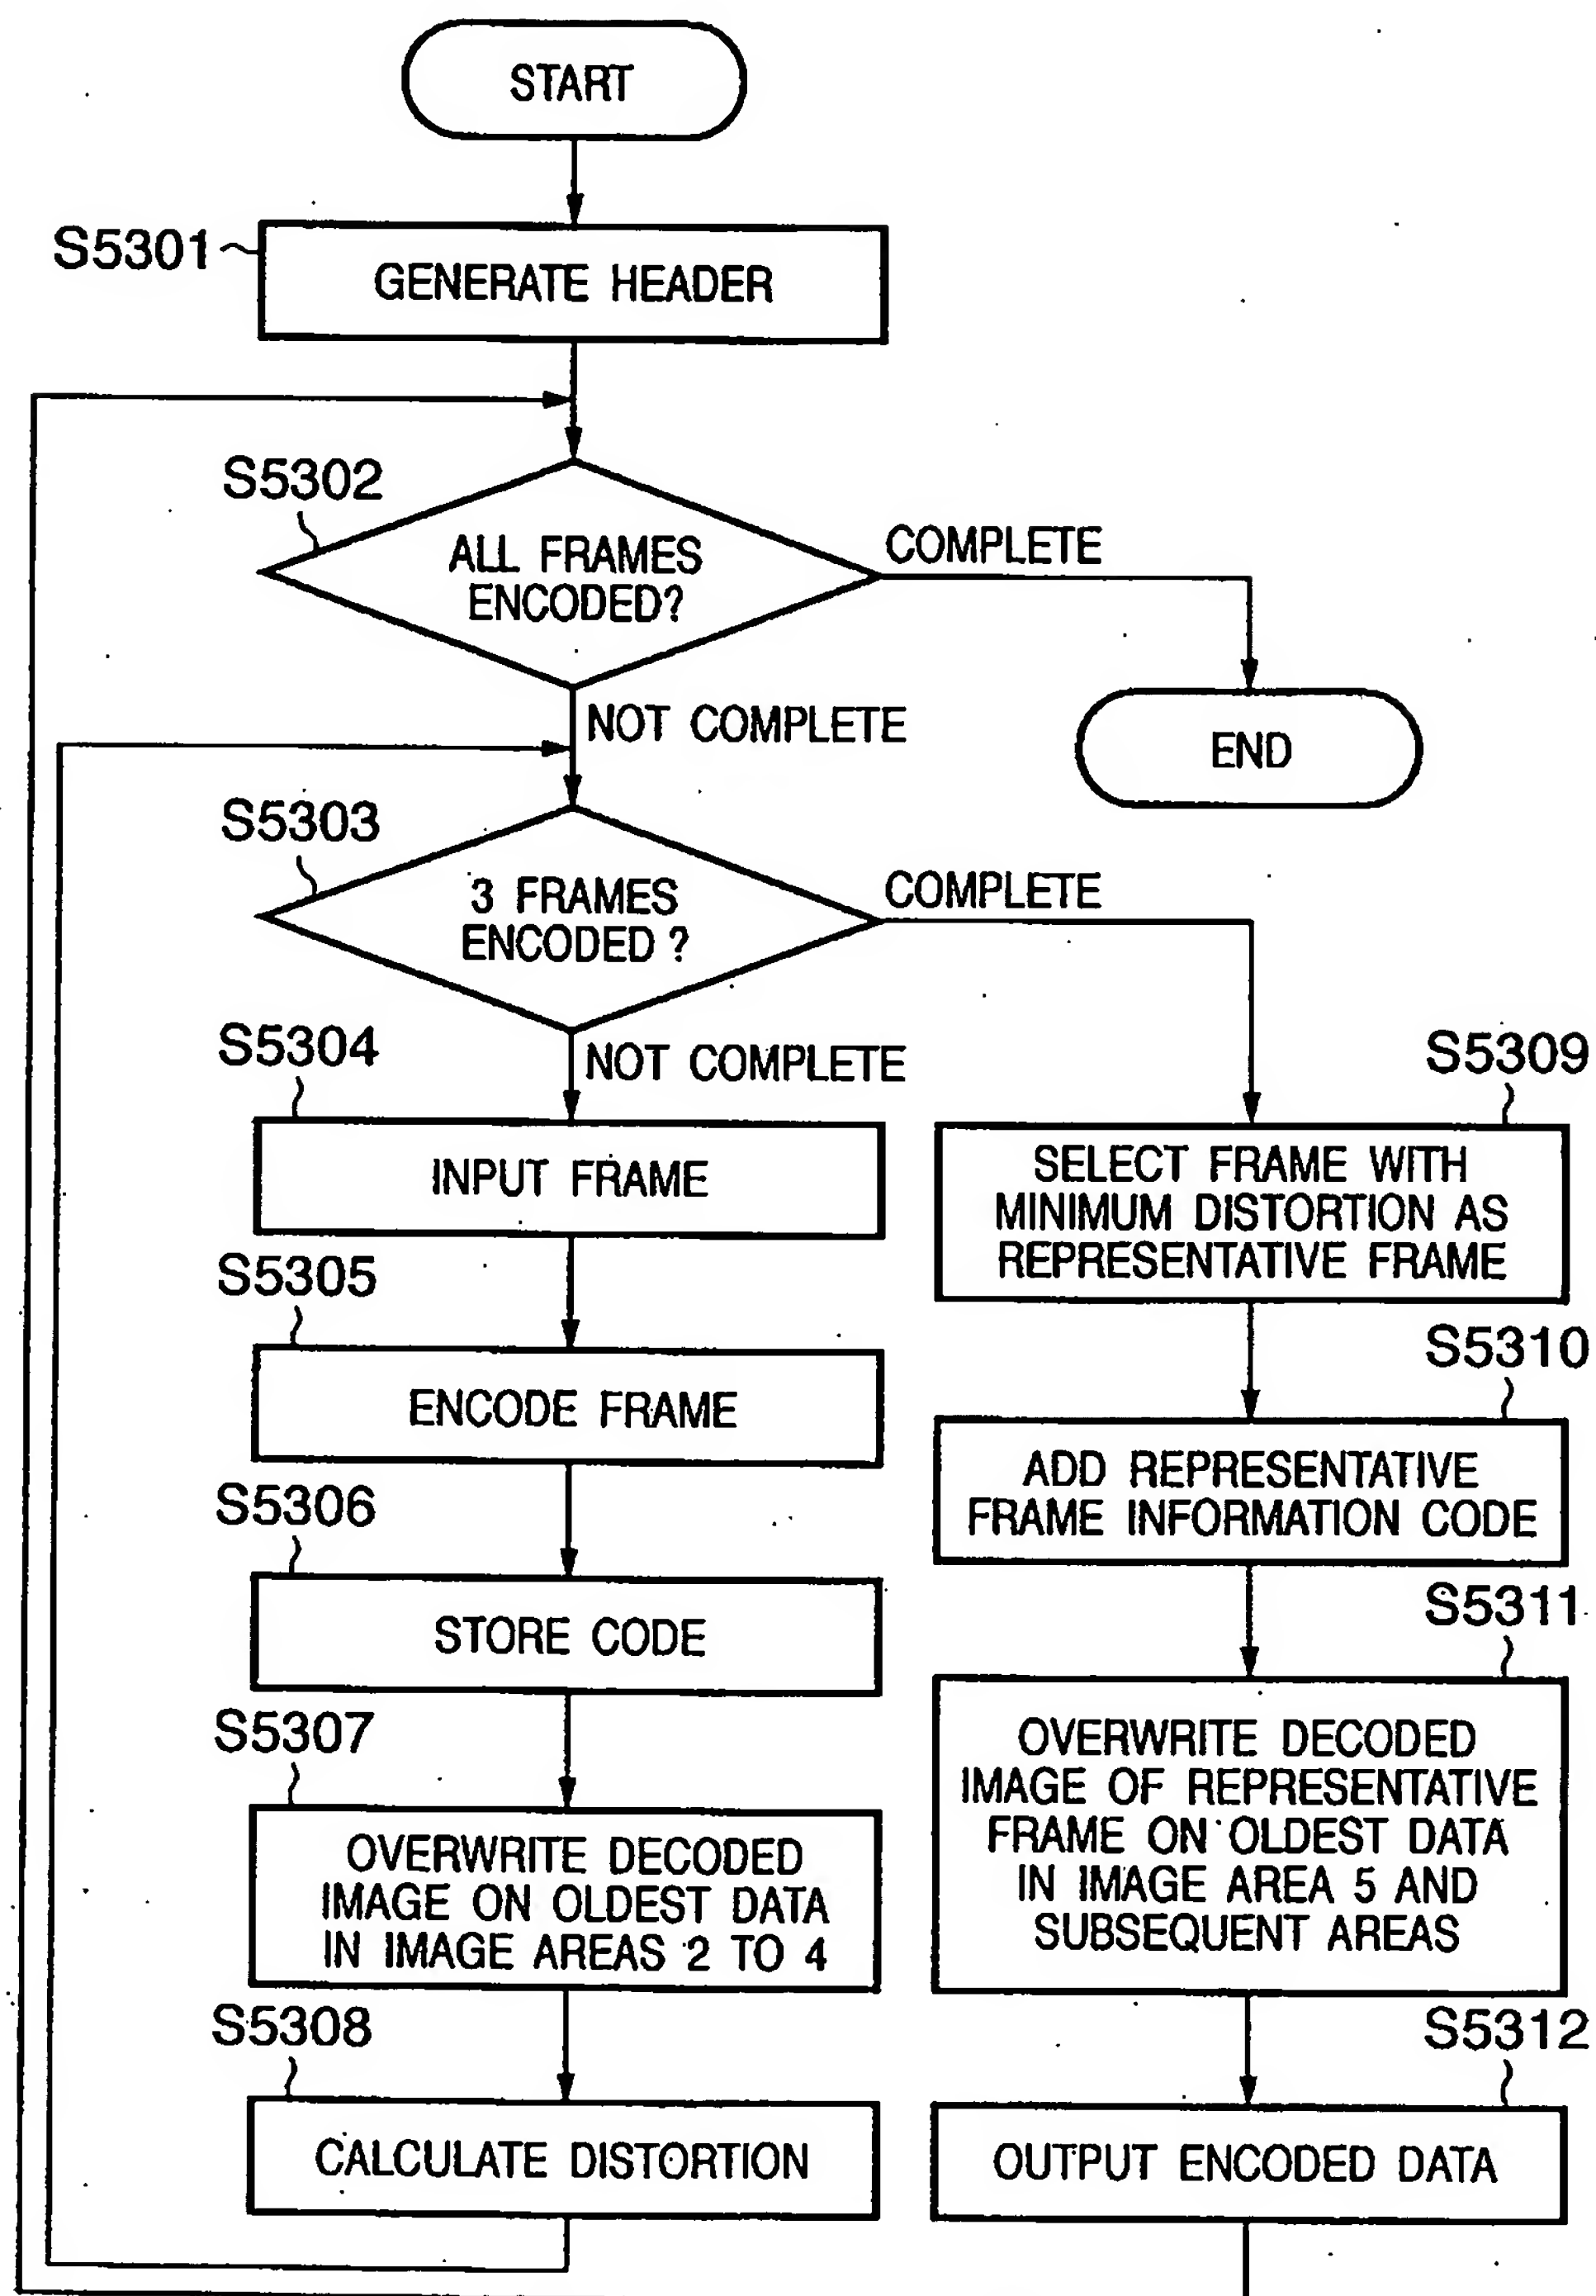 START
S5301
GENERATE HEADER
S5302
ALL FRAMES
ENCODED?
COMPLETE
NOT COMPLETE
END
S5303
3 FRAMES
ENCODED ?
COMPLETE
NOT COMPLETE
S5304
INPUT FRAME
S5305
ENCODE FRAME
S5306
STORE CODE
S5307
OVERWRITE DECODED
IMAGE ON OLDEST DATA
IN IMAGE AREAS 2 TO 4
S5308
CALCULATE DISTORTION
S5309
SELECT FRAME WITH
MINIMUM DISTORTION AS
REPRESENTATIVE FRAME
S5310
ADD REPRESENTATIVE
FRAME INFORMATION CODE
S5311
OVERWRITE DECODED
IMAGE OF REPRESENTATIVE
FRAME ON OLDEST DATA
IN IMAGE AREA 5 AND
SUBSEQUENT AREAS
S5312
OUTPUT ENCODED DATA